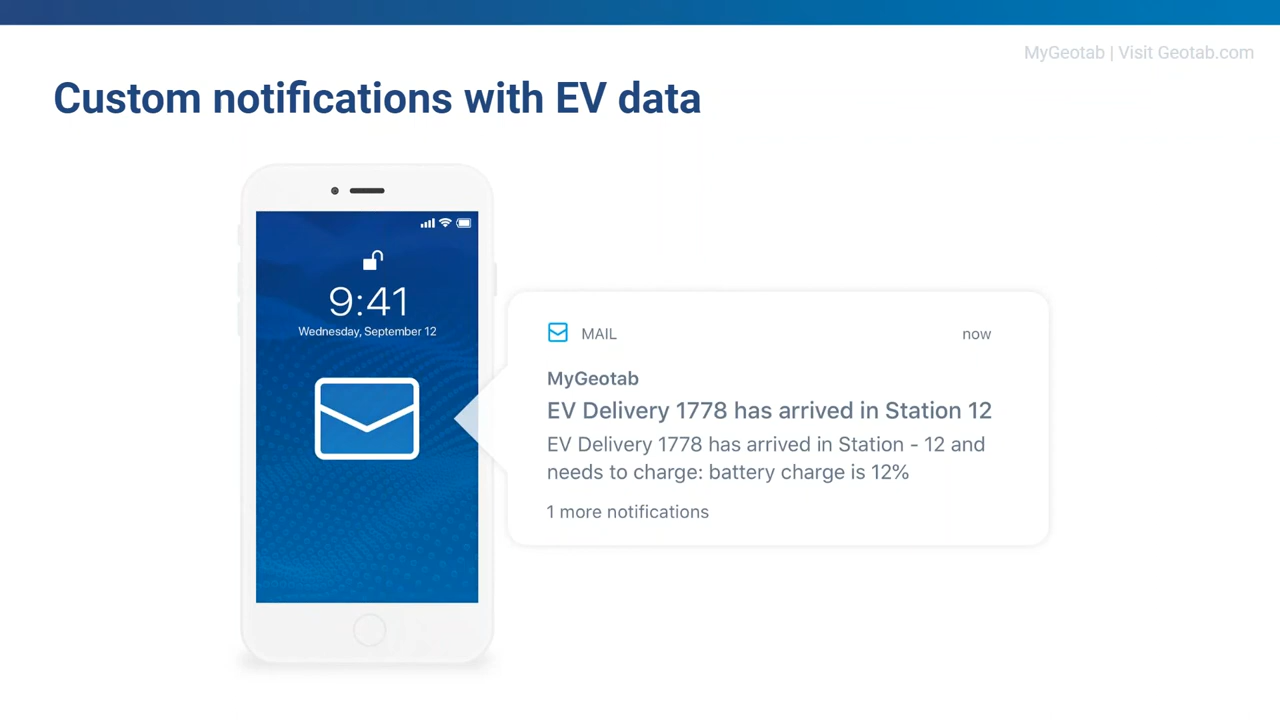 MyGeotab | Visit Geotab.com
Custom notifications with EV data
9:41
Wednesday, September 12
MAIL
now
MyGeotab
EV Delivery 1778 has arrived in Station 12
EV Delivery 1778 has arrived in Station - 12 and
needs to charge: battery charge is 12%
1 more notifications